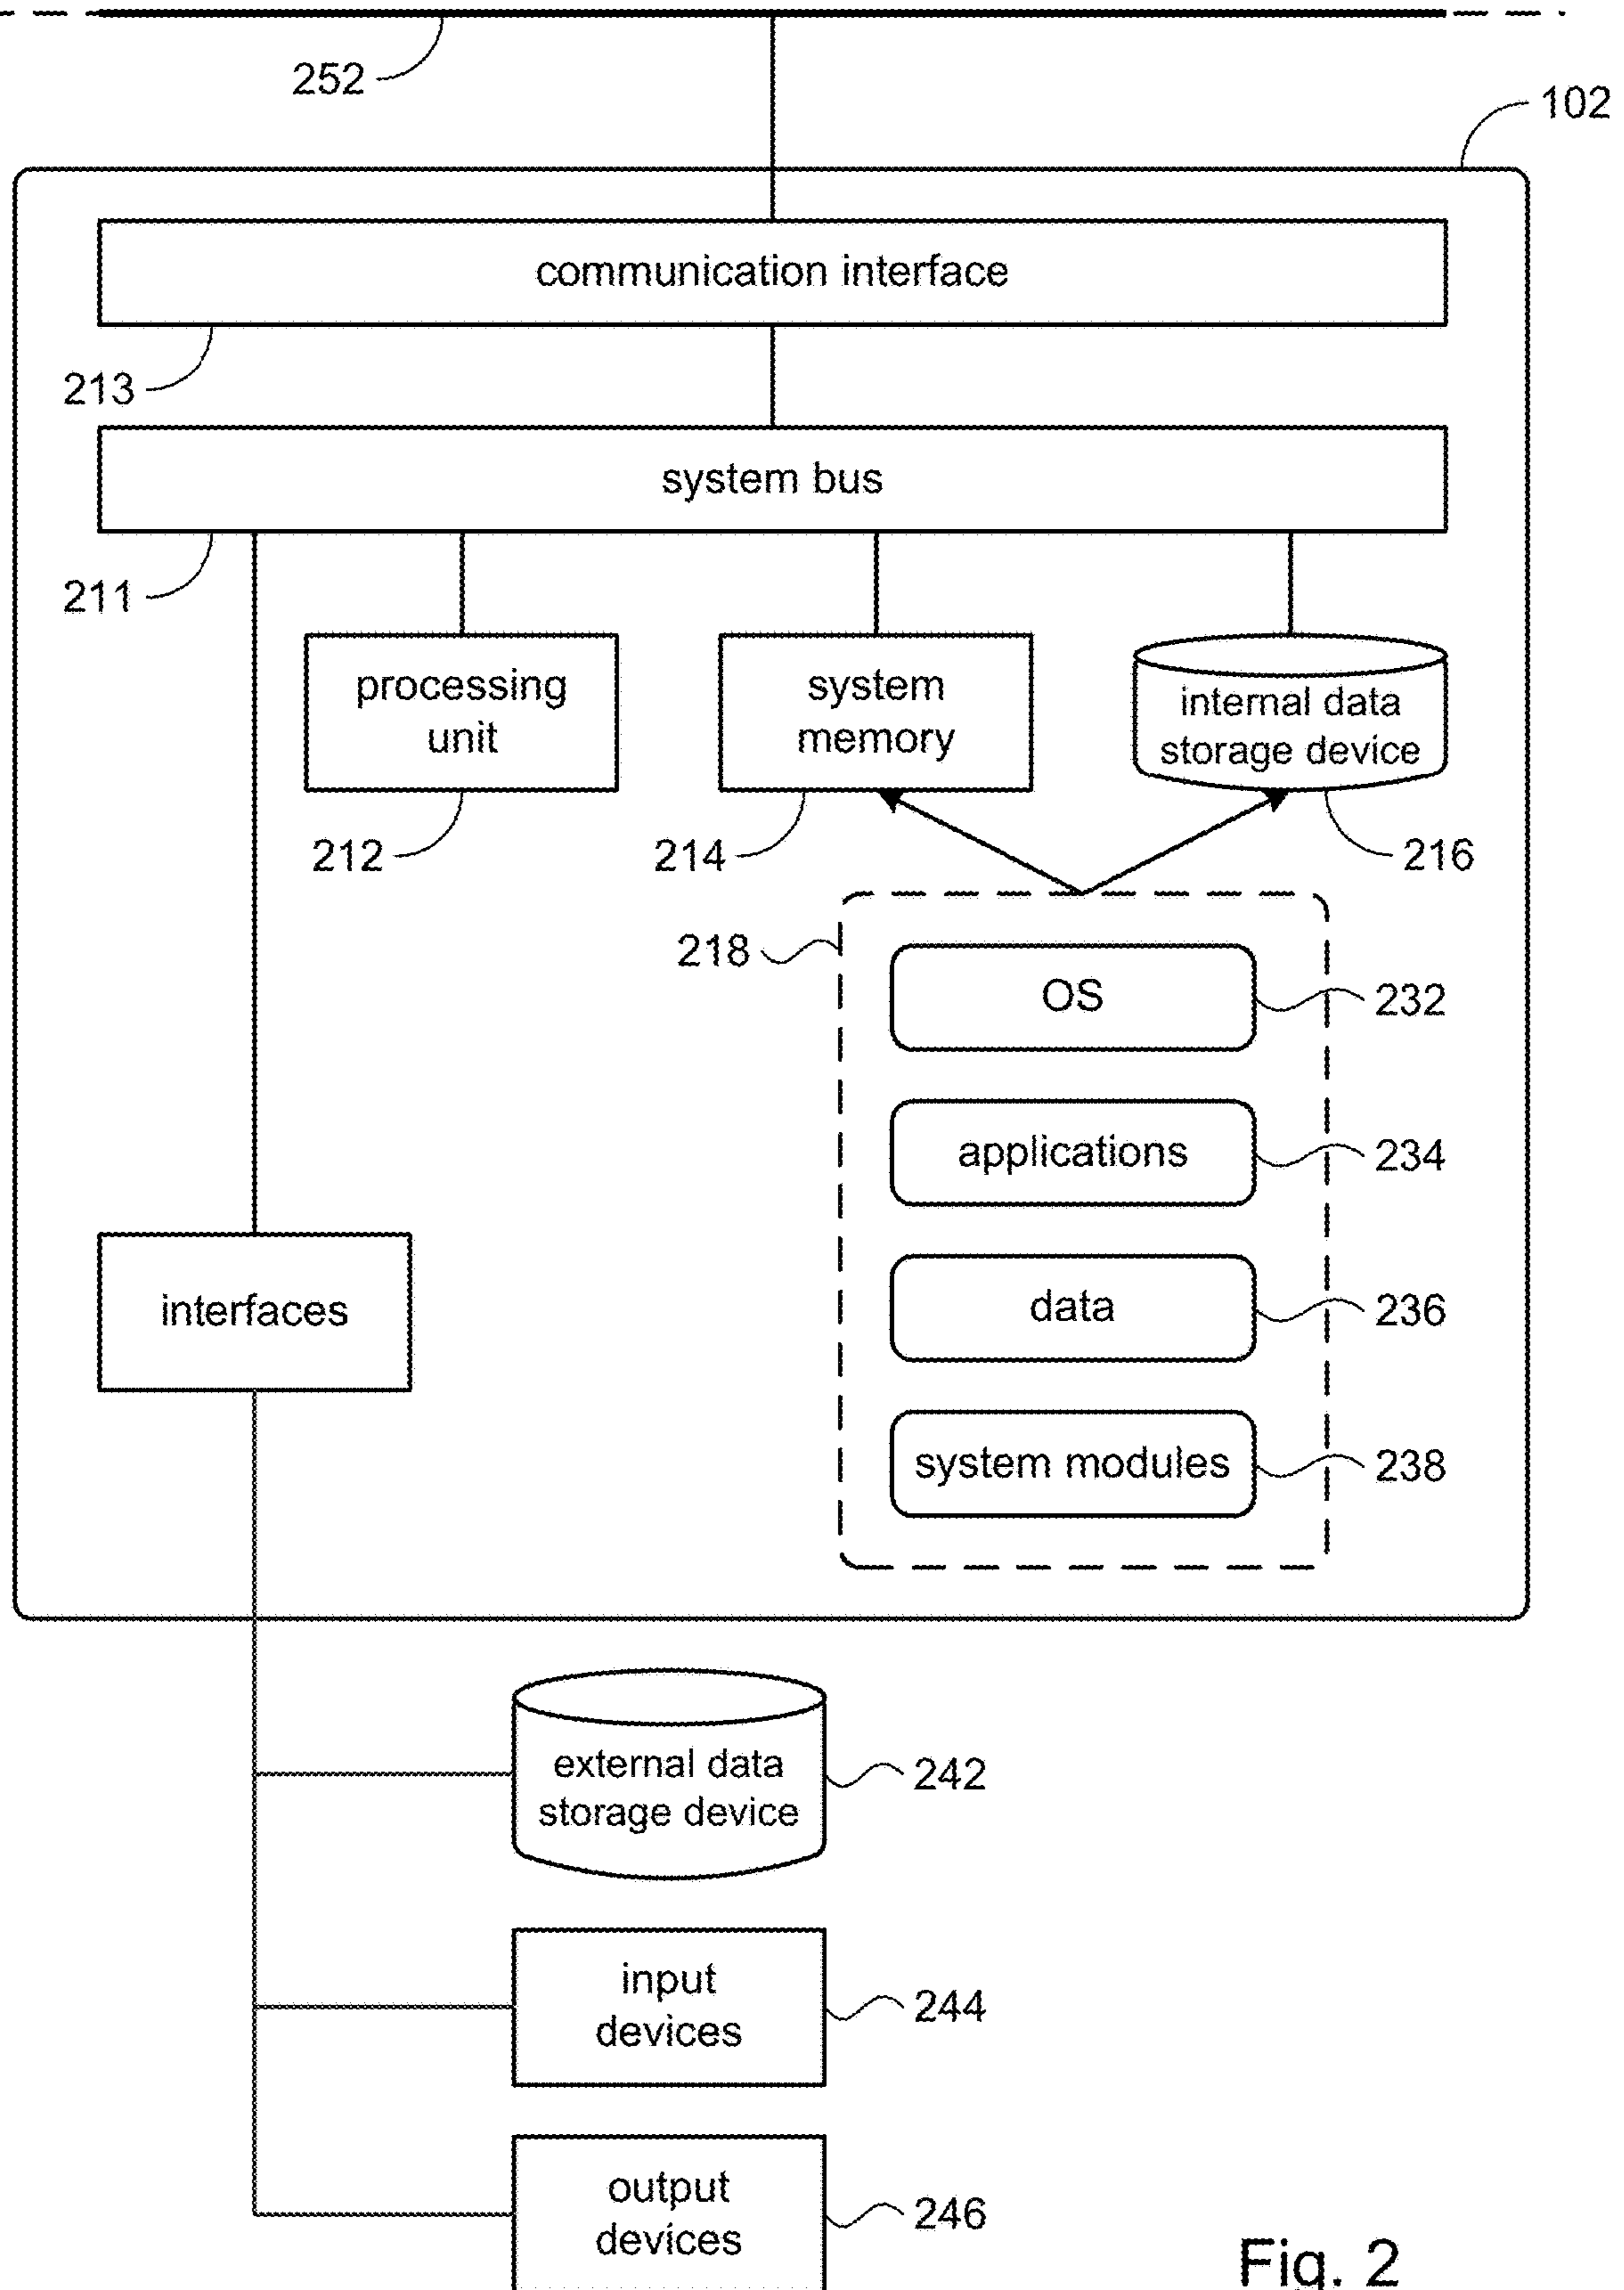 252
102
communication interface
213
system bus
211
processing
unit
system
memory
internal data
storage device
212
214
216
218
OS
232
applications
234
interfaces
data
236
system modules
238
external data
storage device
242
input
devices
244
output
devices
246
Fig. 2